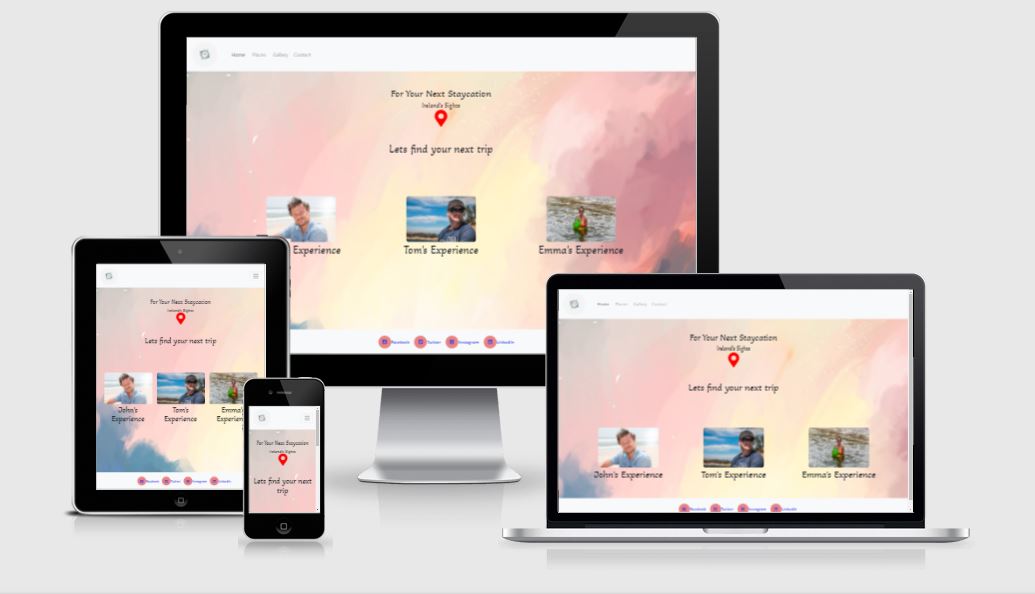 Home Places Gallery Contact
For Your Next Staycation
Ireland's Sights
Lets find your next trip
Experience
Tom's Experience
Emma's Experience
Facebook Twitter Instagram LinkedIn
For Your Next Staycation
Ireland's Sights
Lets find your next trip
John's
Experience
Tom's
Experience
Emma's
Facebook Twitter Instagram LinkedIn
For Your Next Staycation
Ireland's Sights
Lets find your next
trip
Home Places Gallery Contact
For Your Next Staycation
Ireland's Sights
Lets find your next trip
John's Experience
Tom's Experience
Emma's Experience
Facebook Twitter Instagram LinkedIn